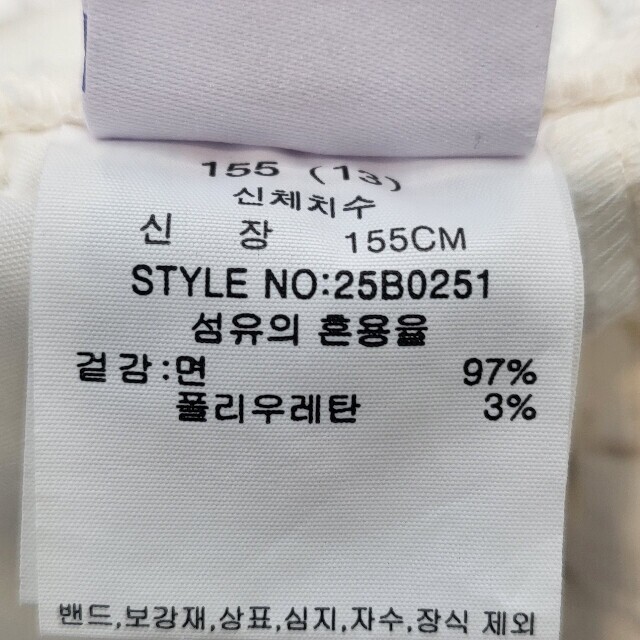 155 (13)
신체치수
신 장 155CM
STYLE NO:25B0251
섬유의 혼용율
겉감:면 97%
폴리우레탄 3%
밴드,보강재,상표,심지,자수,장식 제외